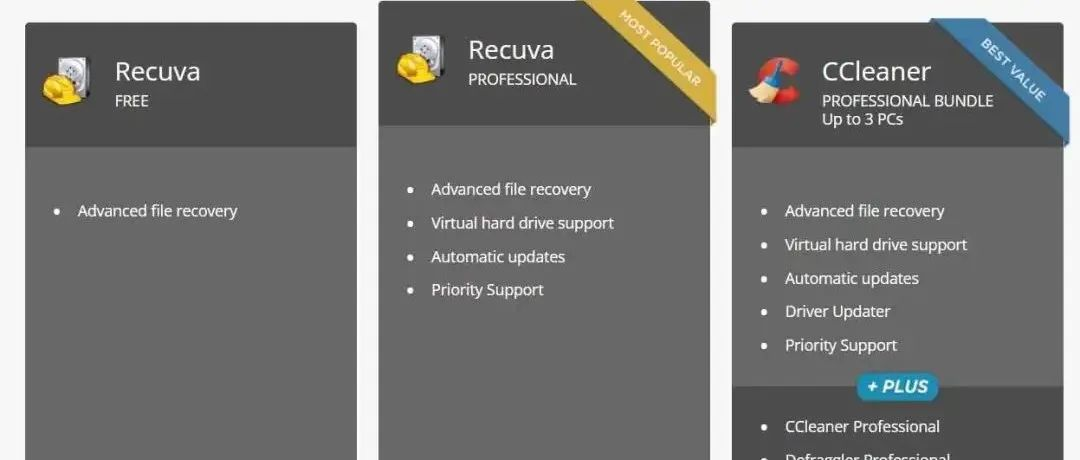 Recuva
FREE
Advanced file recovery
Recuva
PROFESSIONAL
MOST POPULAR
Advanced file recovery
Virtual hard drive support
Automatic updates
Priority Support
CCleaner
PROFESSIONAL BUNDLE
Up to 3 PCs
BEST VALUE
Advanced file recovery
Virtual hard drive support
Automatic updates
Driver Updater
Priority Support
+ PLUS
CCleaner Professional
Defraggler Professional